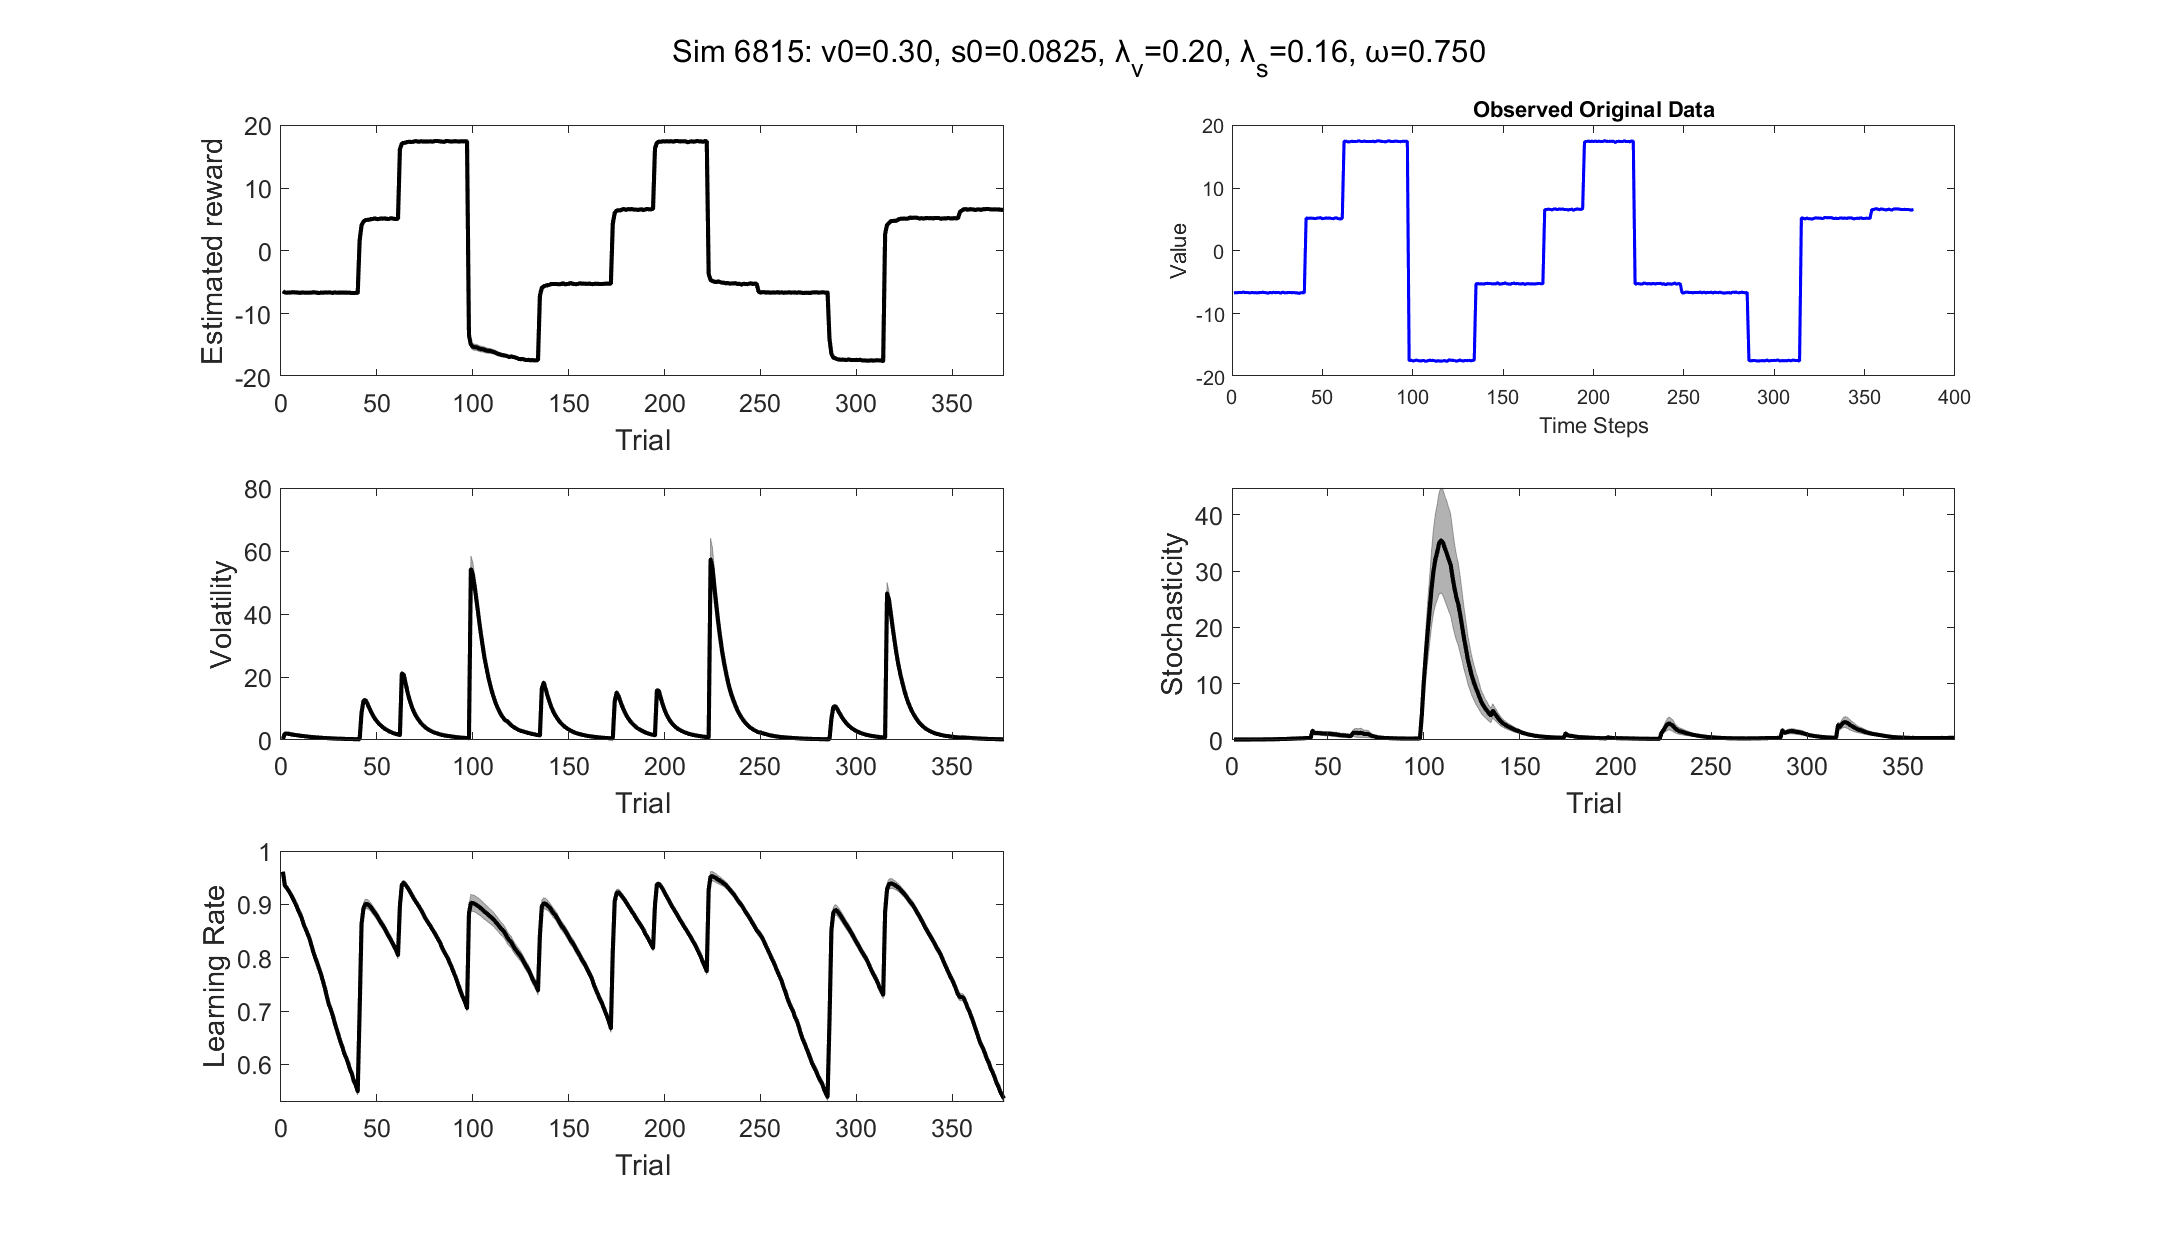 Sim 6815: v0=0.30, s0=0.0825, λ_v=0.20, λ_s=0.16, ω=0.750
Estimated reward
20
10
0
-10
-20
0 50 100 150 200 250 300 350
Trial
Observed Original Data
Value
20
10
0
-10
-20
0 50 100 150 200 250 300 350 400
Time Steps
Volatility
80
60
40
20
0
0 50 100 150 200 250 300 350
Trial
Stochasticity
40
30
20
10
0
0 50 100 150 200 250 300 350
Trial
Learning Rate
1
0.9
0.8
0.7
0.6
0 50 100 150 200 250 300 350
Trial